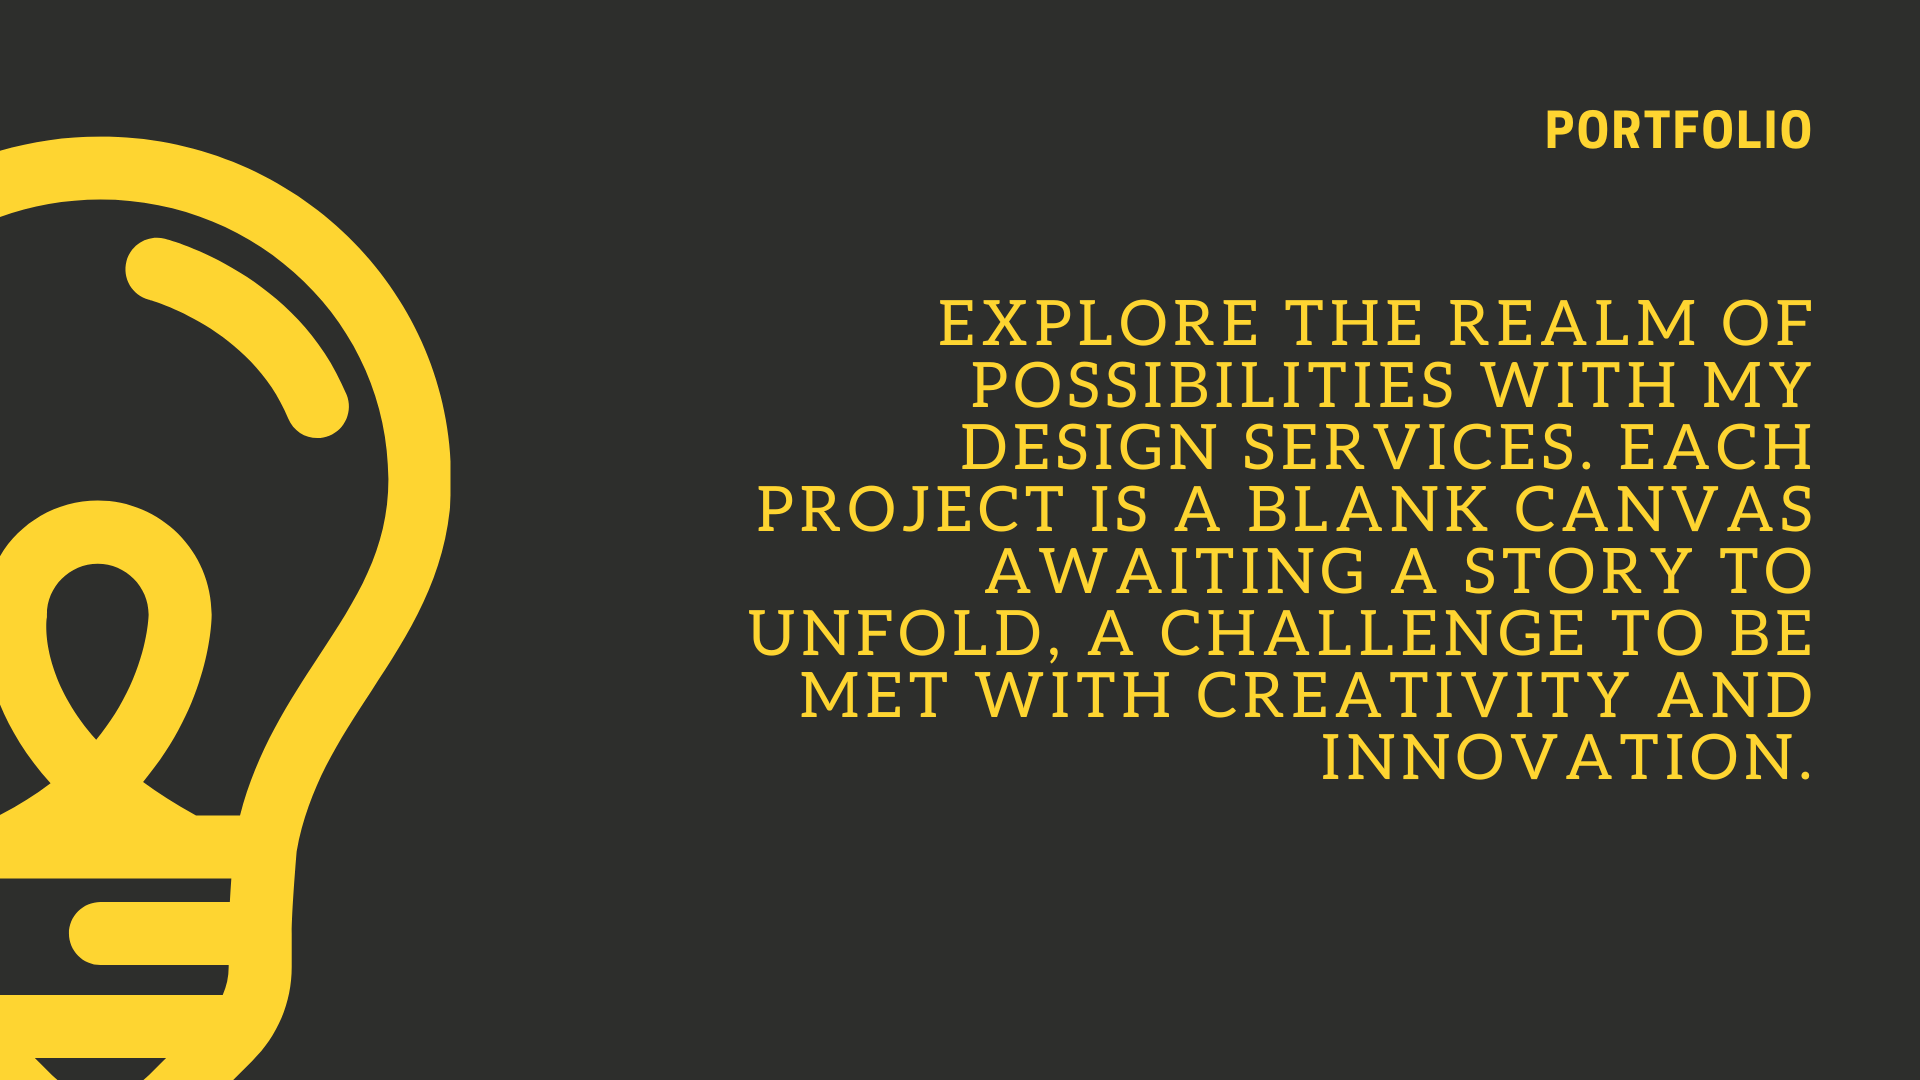 PORTFOLIO
EXPLORE THE REALM OF
POSSIBILITIES WITH MY
DESIGN SERVICES. EACH
PROJECT IS A BLANK CANVAS
AWAITING A STORY TO
UNFOLD, A CHALLENGE TO BE
MET WITH CREATIVITY AND
INNOVATION.